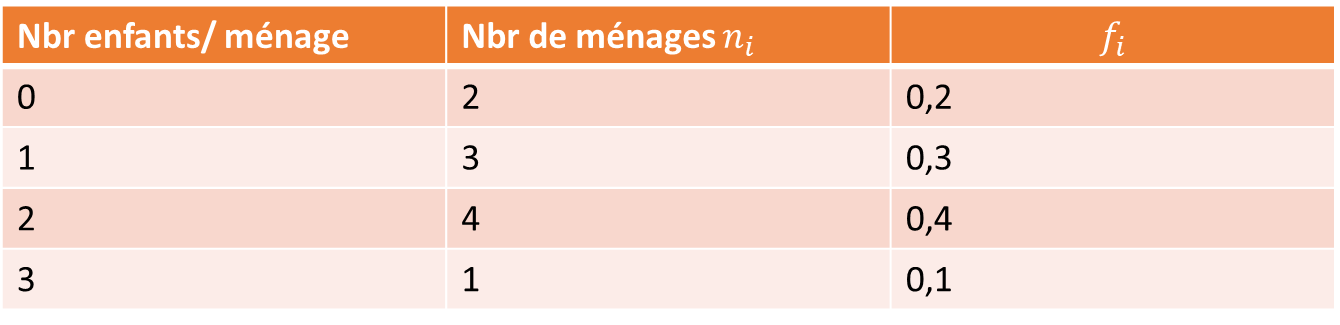 Nbr enfants/ ménage Nbr de ménages nᵢ fᵢ
0 2 0,2
1 3 0,3
2 4 0,4
3 1 0,1